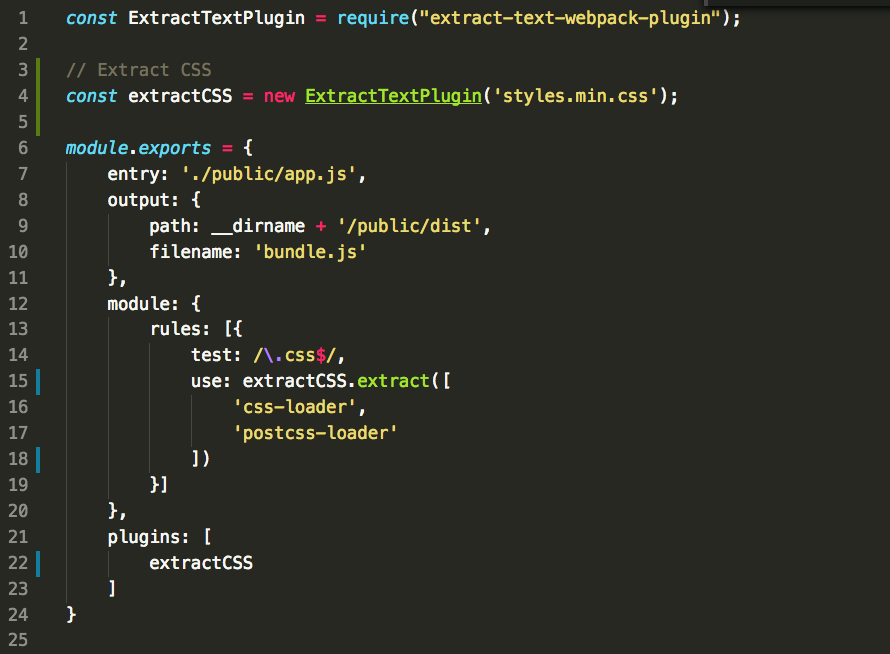 1 const ExtractTextPlugin = require("extract-text-webpack-plugin");
2
3 // Extract CSS
4 const extractCSS = new ExtractTextPlugin('styles.min.css');
5
6 module.exports = {
7     entry: './public/app.js',
8     output: {
9         path: __dirname + '/public/dist',
10         filename: 'bundle.js'
11     },
12     module: {
13         rules: [{
14             test: /\.css$/,
15             use: extractCSS.extract([
16                 'css-loader',
17                 'postcss-loader'
18             ])
19         }]
20     },
21     plugins: [
22         extractCSS
23     ]
24 }
25